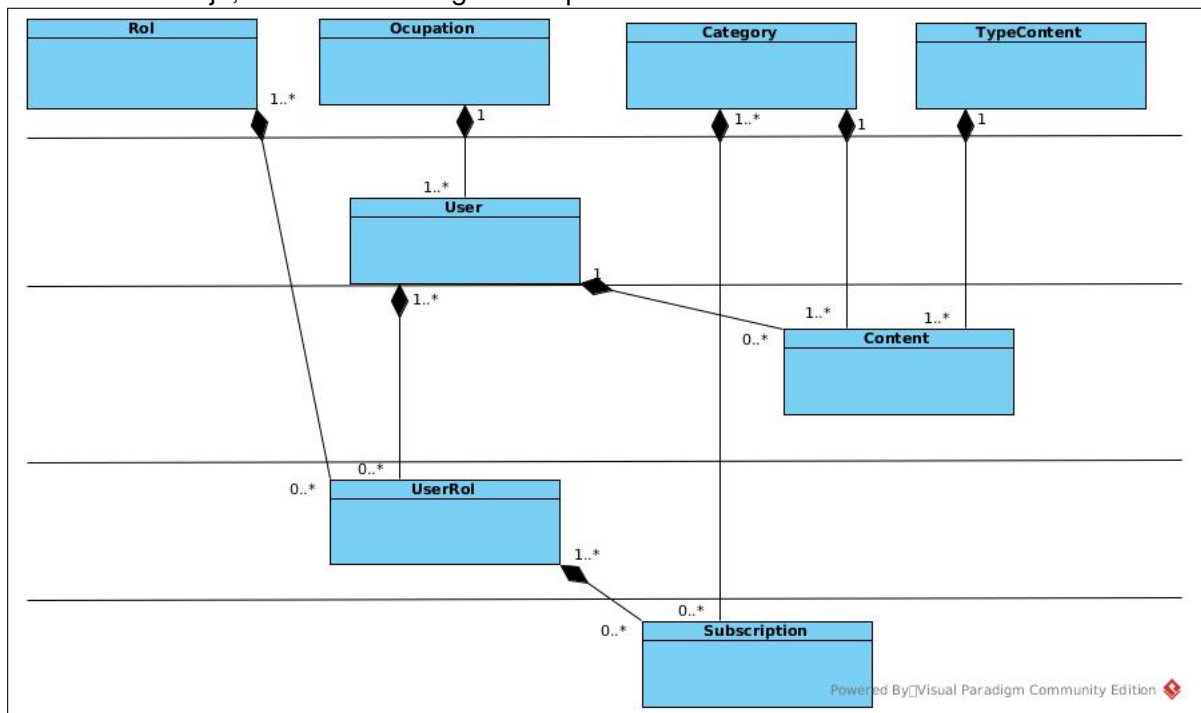 Rol
Ocupation
Category
TypeContent
1..*
1
1..*
1
1
1..*
User
1
1..*
1..*
1..*
0..*
Content
0..*
0..*
UserRol
1..*
0..*
0..*
Subscription
Powered By Visual Paradigm Community Edition